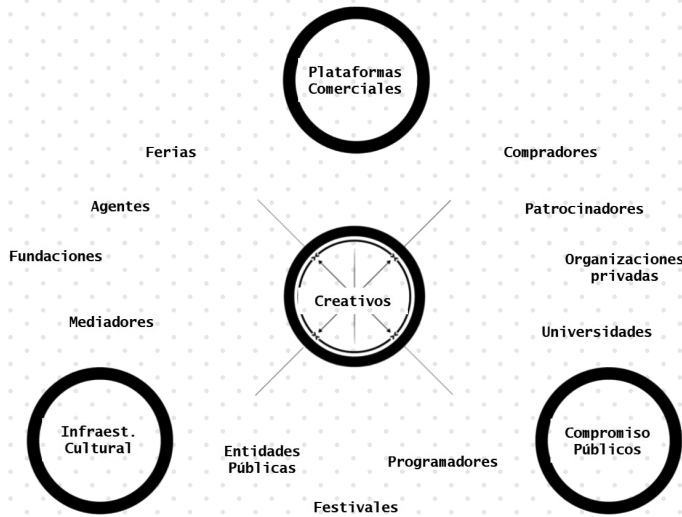 Plataformas
Comerciales
Ferias
Compradores
Agentes
Patrocinadores
Fundaciones
Organizaciones
privadas
Creativos
Mediadores
Universidades
Infraest.
Cultural
Compromiso
Públicos
Entidades
Públicas
Programadores
Festivales